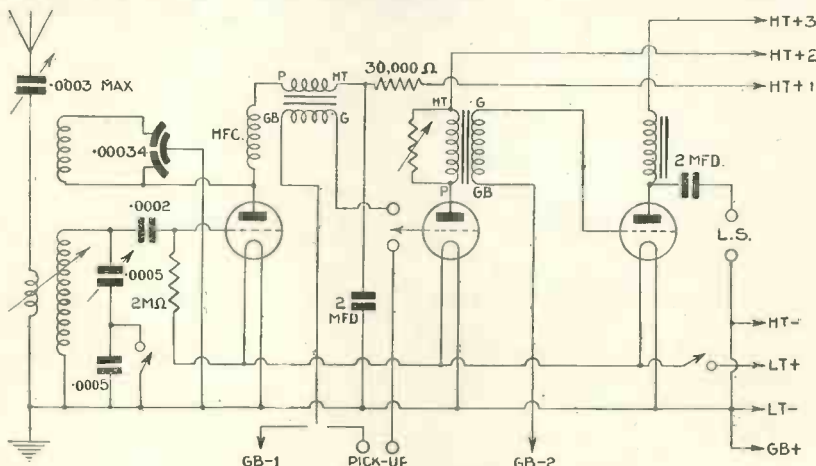 HT+3
HT+2
HT+1
.0003 MAX
P
HT
30,000 Ω
GB
G
HFC.
.00034
HT
G
P
GB
2 MFD.
L.S.
.0002
.0005
2MΩ
2
MFD
.0005
HT-
LT+
LT-
GB+
GB-1
PICK-UP
GB-2